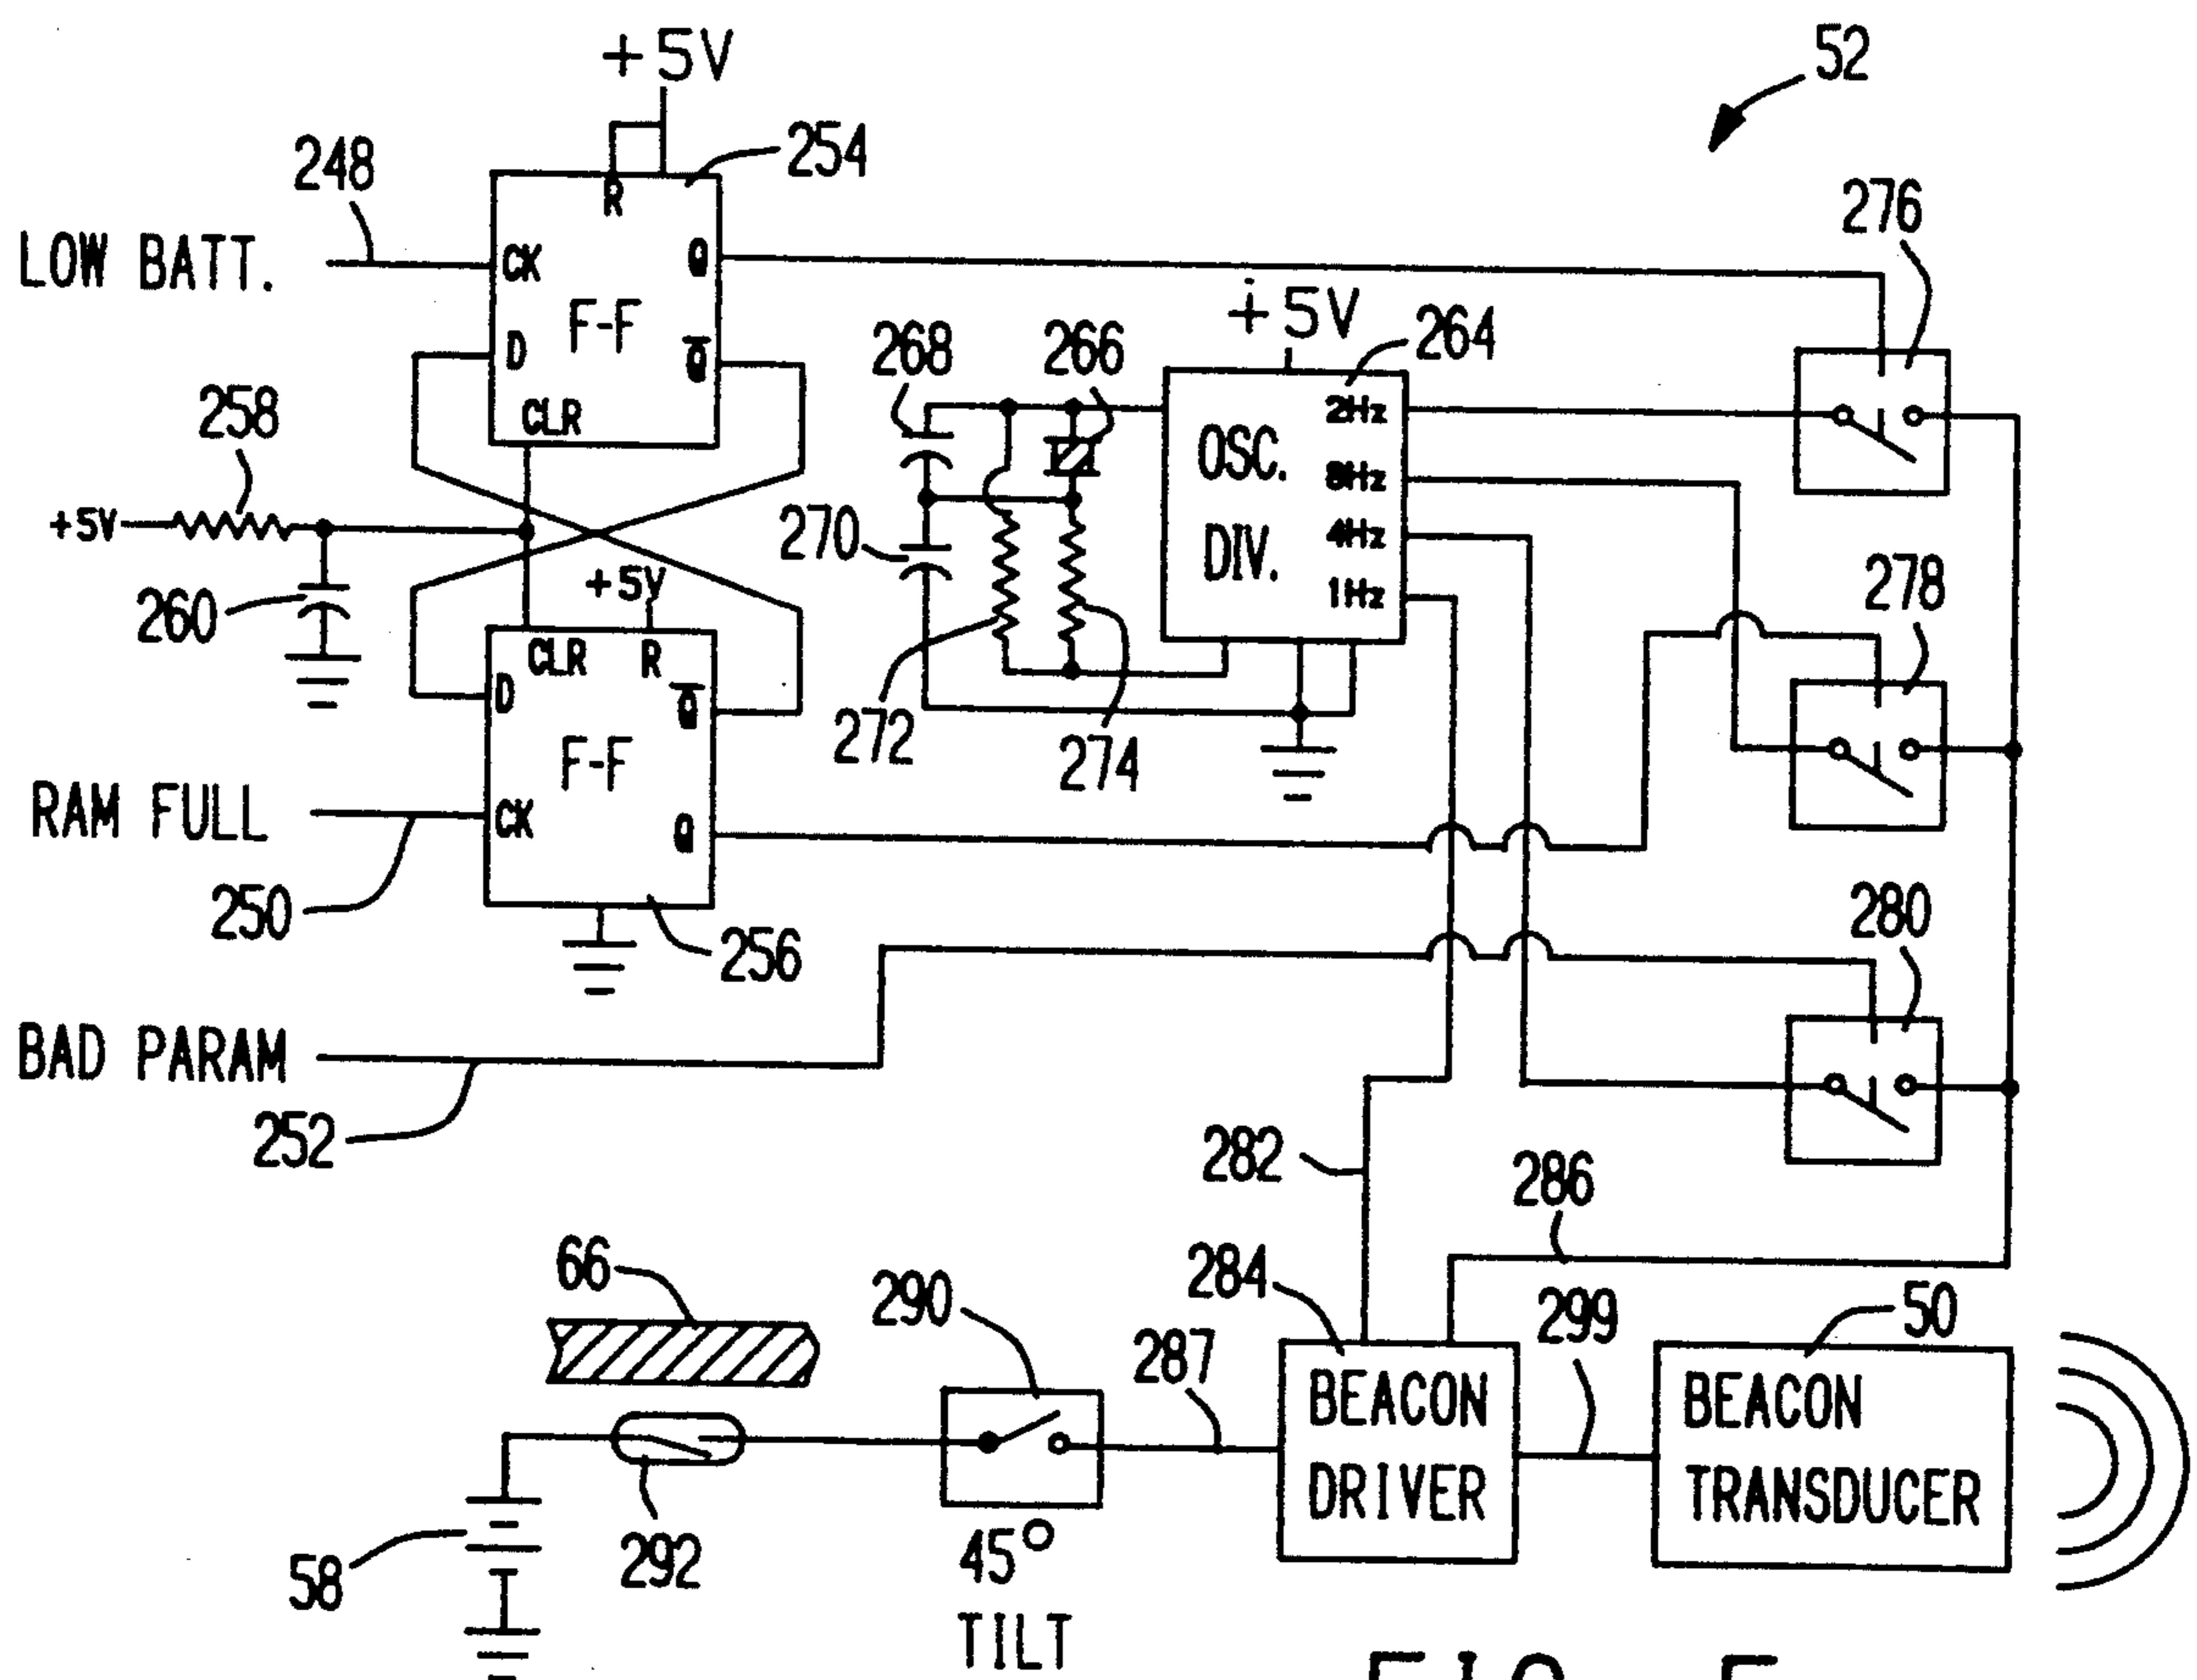 +5V
52
248
254
276
R
LOW BATT.
CK
Q
F-F
D
Q̅
CLR
+5V
268
266
264
258
2Hz
OSC.
8Hz
+5V
270
4Hz
DIV.
1Hz
278
260
+5V
CLR
R
D
Q̅
272
274
F-F
RAM FULL
CK
Q
250
256
280
BAD PARAM
252
282
286
66
290
284
299
50
287
BEACON
DRIVER
BEACON
TRANSDUCER
58
292
45°
TILT